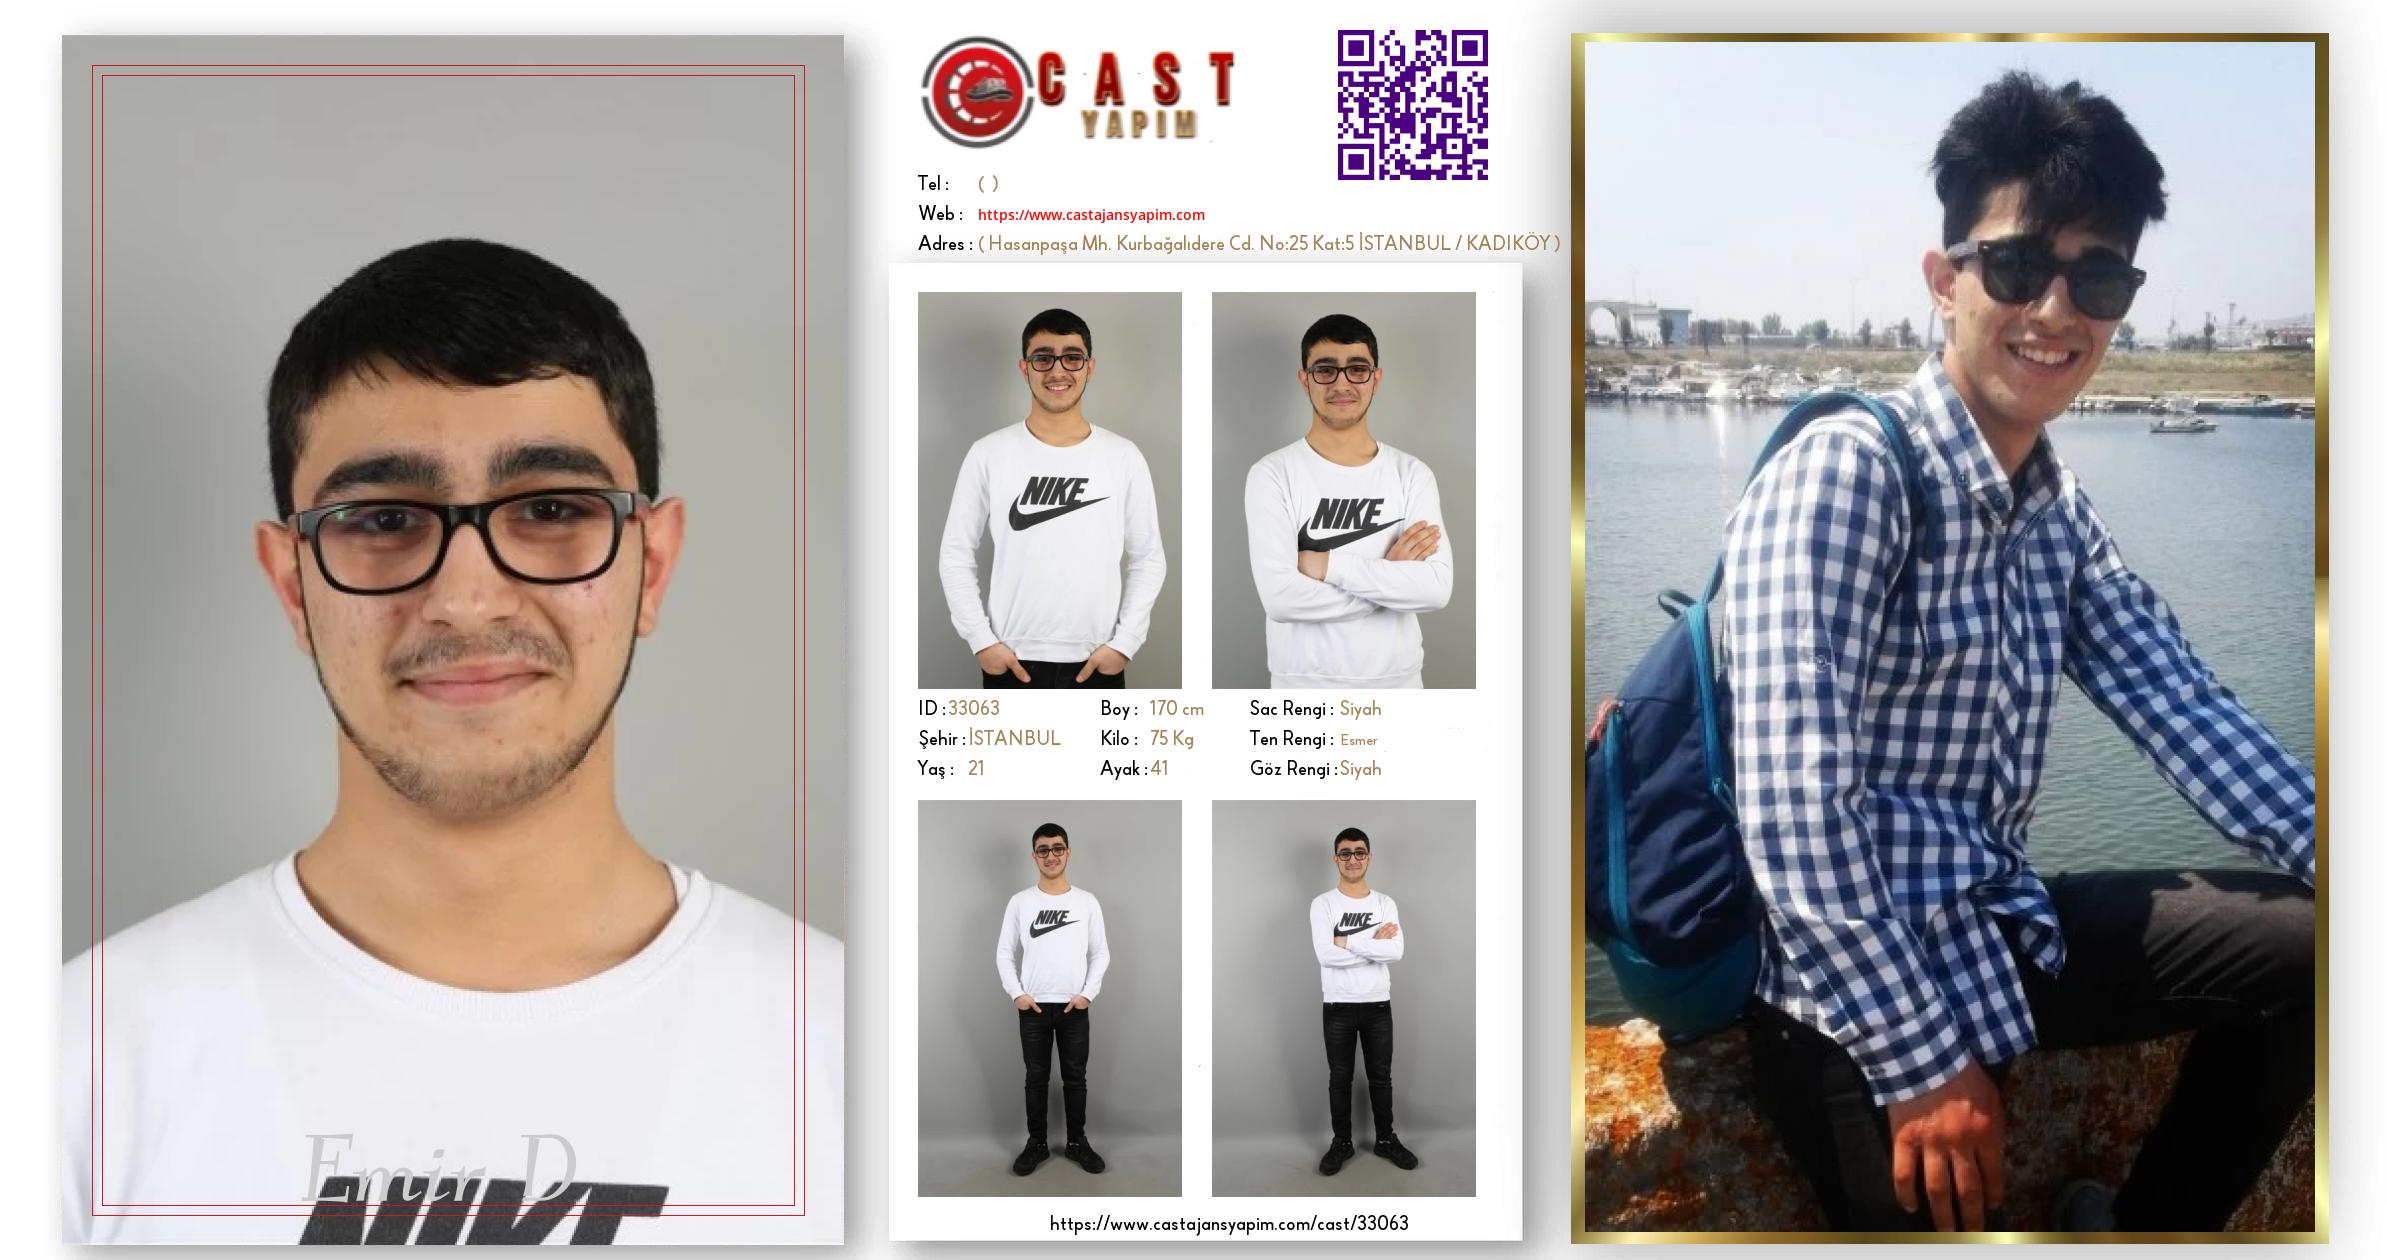 Emir D
NIKE
CAST
YAPIM
Tel : ( )
Web : https://www.castajansyapim.com
Adres : ( Hasanpaşa Mh. Kurbağalıdere Cd. No:25 Kat:5 İSTANBUL / KADIKÖY )
NIKE
NIKE
ID : 33063 Boy : 170 cm Sac Rengi : Siyah
Şehir : İSTANBUL Kilo : 75 Kg Ten Rengi : Esmer
Yaş : 21 Ayak : 41 Göz Rengi : Siyah
NIKE
NIKE
https://www.castajansyapim.com/cast/33063